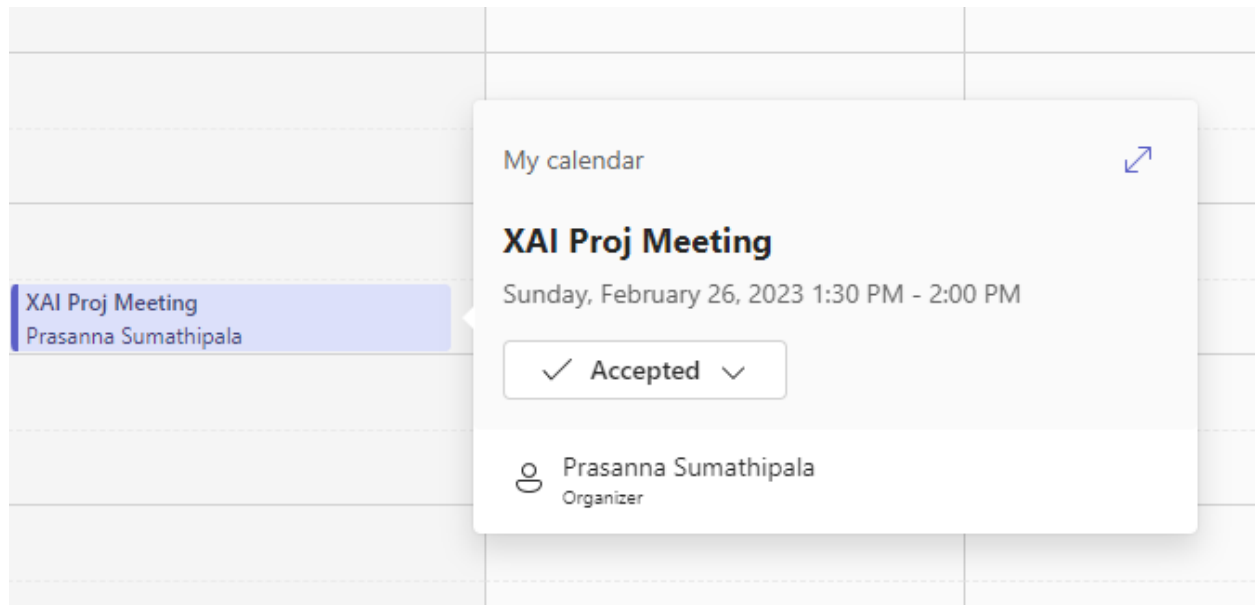 XAI Proj Meeting
Prasanna Sumathipala
My calendar
XAI Proj Meeting
Sunday, February 26, 2023 1:30 PM - 2:00 PM
Accepted
Prasanna Sumathipala
Organizer